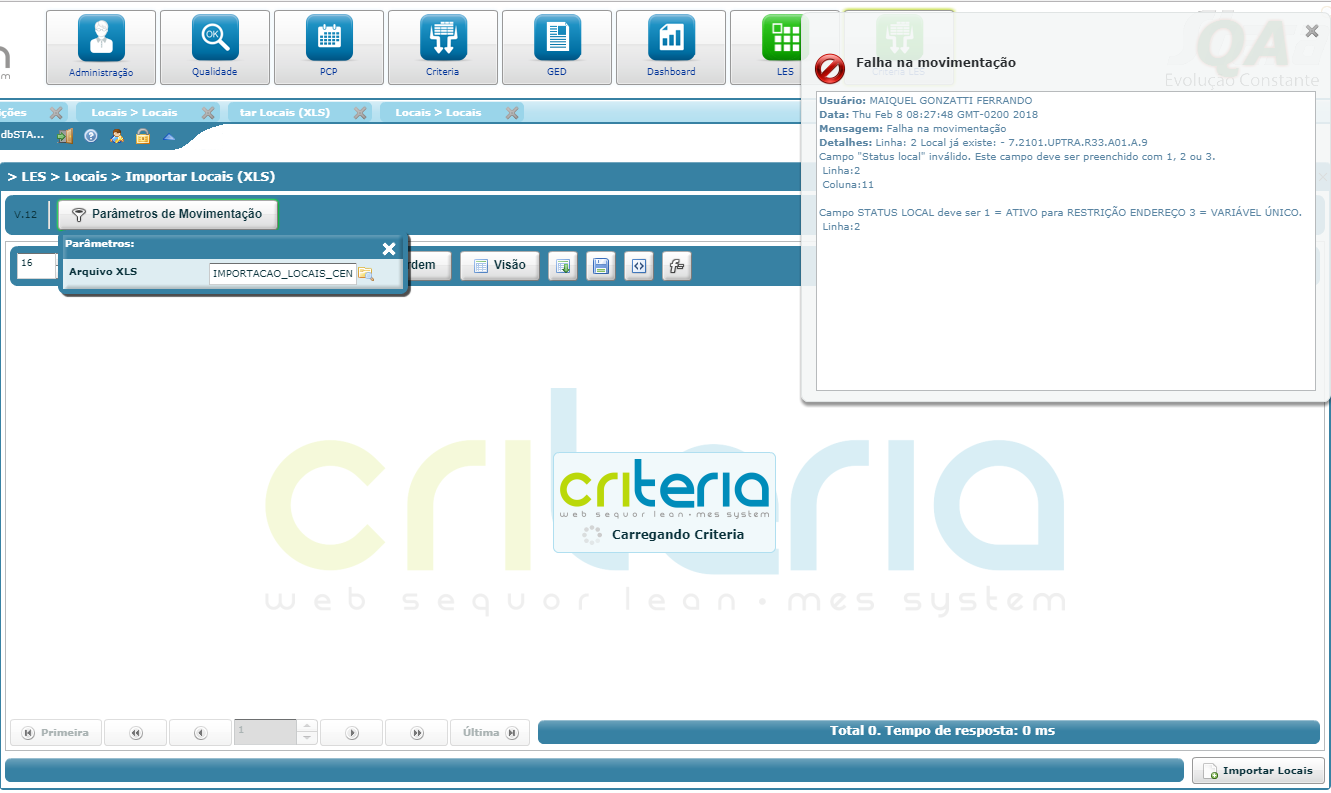 Administração
Qualidade
PCP
Criteria
GED
Dashboard
LES
Criteria LES
QA
Evolução Constante
m
ções
Locais > Locais
tar Locais (XLS)
Locais > Locais
dbSTA...
> LES > Locais > Importar Locais (XLS)
V.12
Parâmetros de Movimentação
Parâmetros:
Arquivo XLS
IMPORTACAO_LOCAIS_CEN
16
rdem
Visão
Falha na movimentação
Usuário: MAIQUEL GONZATTI FERRANDO
Data: Thu Feb 8 08:27:48 GMT-0200 2018
Mensagem: Falha na movimentação
Detalhes: Linha: 2 Local já existe: - 7.2101.UPTRA.R33.A01.A.9
Campo "Status local" inválido. Este campo deve ser preenchido com 1, 2 ou 3.
Linha:2
Coluna:11
Campo STATUS LOCAL deve ser 1 = ATIVO para RESTRIÇÃO ENDEREÇO 3 = VARIÁVEL ÚNICO.
Linha:2
criteria
web sequor lean·mes system
criteria
web sequor lean·mes system
Carregando Criteria
Primeira
1
Última
Total 0. Tempo de resposta: 0 ms
Importar Locais